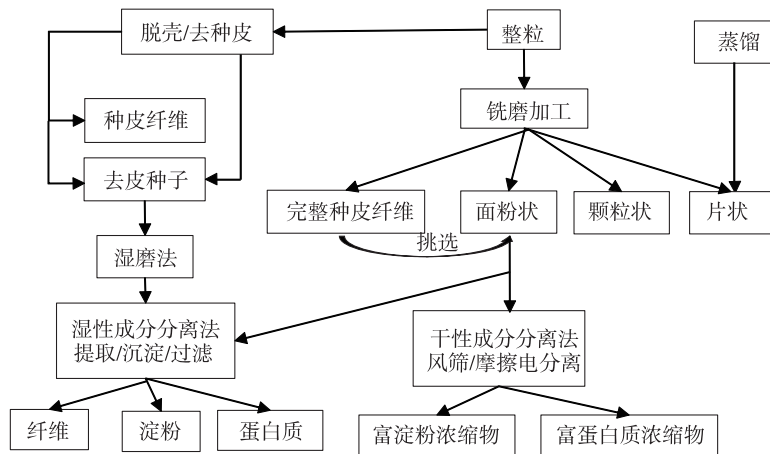 脱壳/去种皮
整粒
蒸馏
种皮纤维
铣磨加工
去皮种子
完整种皮纤维
面粉状
颗粒状
片状
挑选
湿磨法
湿性成分分离法
提取/沉淀/过滤
干性成分分离法
风筛/摩擦电分离
纤维
淀粉
蛋白质
富淀粉浓缩物
富蛋白质浓缩物